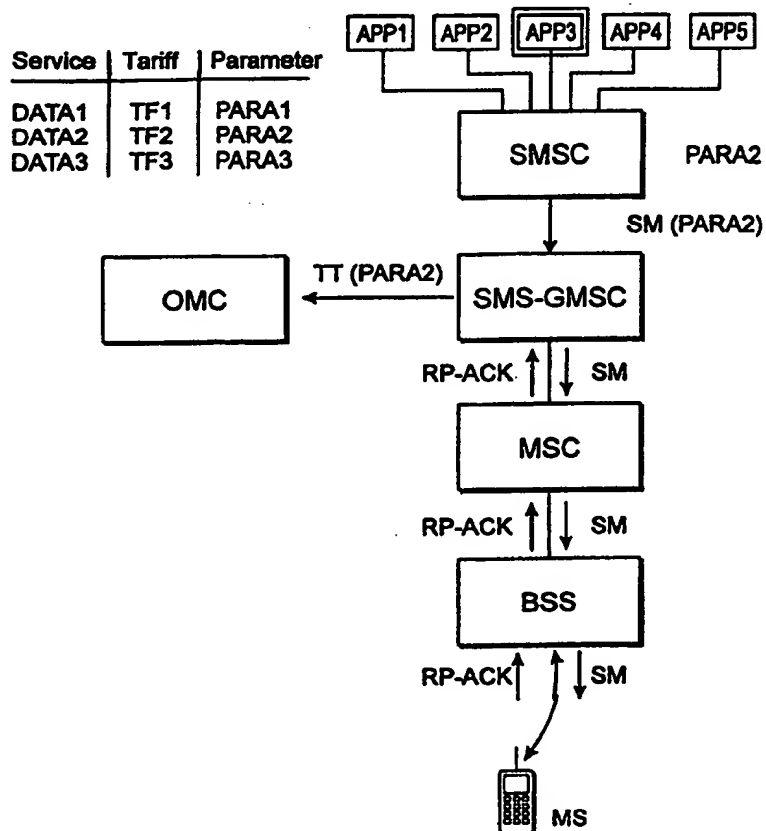 APP1 APP2 APP3 APP4 APP5
Service Tariff Parameter
DATA1 TF1 PARA1
DATA2 TF2 PARA2
DATA3 TF3 PARA3
SMSC PARA2
SM (PARA2)
TT (PARA2)
OMC SMS-GMSC
RP-ACK SM
MSC
RP-ACK SM
BSS
RP-ACK SM
MS